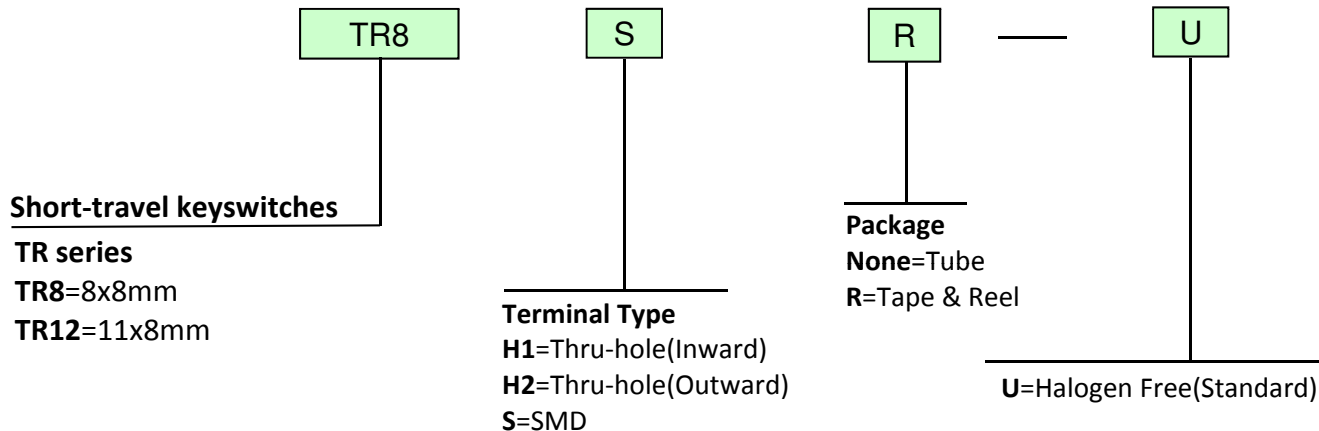 TR8 S R — U
Short-travel keyswitches
TR series
TR8=8x8mm
TR12=11x8mm
Terminal Type
H1=Thru-hole(Inward)
H2=Thru-hole(Outward)
S=SMD
Package
None=Tube
R=Tape & Reel
U=Halogen Free(Standard)